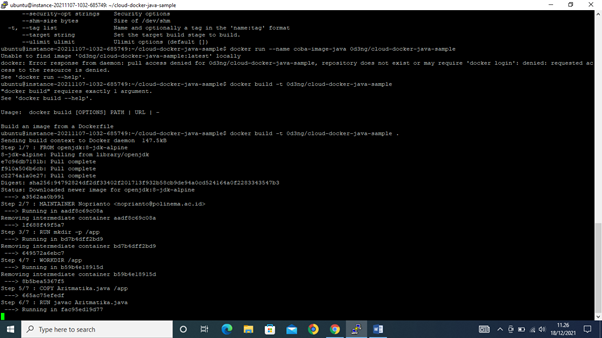 ubuntu@instance-20211107-1032-685749: ~/cloud-docker-java-sample
--security-opt strings Security options
--shm-size bytes Size of /dev/shm
-t, --tag list Name and optionally a tag in the 'name:tag' format
--target string Set the target build stage to build.
--ulimit ulimit Ulimit options (default [])
ubuntu@instance-20211107-1032-685749:~/cloud-docker-java-sample$ docker run --name coba-image-java 0d3ng/cloud-docker-java-sample
Unable to find image '0d3ng/cloud-docker-java-sample:latest' locally
docker: Error response from daemon: pull access denied for 0d3ng/cloud-docker-java-sample, repository does not exist or may require 'docker login': denied: requested ac
cess to the resource is denied.
See 'docker run --help'.
ubuntu@instance-20211107-1032-685749:~/cloud-docker-java-sample$ docker build -t 0d3ng/cloud-docker-java-sample
"docker build" requires exactly 1 argument.
See 'docker build --help'.
Usage: docker build [OPTIONS] PATH | URL | -
Build an image from a Dockerfile
ubuntu@instance-20211107-1032-685749:~/cloud-docker-java-sample$ docker build -t 0d3ng/cloud-docker-java-sample .
Sending build context to Docker daemon 147.5kB
Step 1/7 : FROM openjdk:8-jdk-alpine
8-jdk-alpine: Pulling from library/openjdk
e7c96db7181b: Pull complete
f910a506b6cb: Pull complete
c2274a1a0e27: Pull complete
Digest: sha256:94792824df2df33402f201713f932b58cb9de94a0cd524164a0f2283343547b3
Status: Downloaded newer image for openjdk:8-jdk-alpine
---> a3562aa0b991
Step 2/7 : MAINTAINER Noprianto <noprianto@polinema.ac.id>
---> Running in aadf8c69c08a
Removing intermediate container aadf8c69c08a
---> 1f688f49f5a7
Step 3/7 : RUN mkdir -p /app
---> Running in bd7b4dff2bd9
Removing intermediate container bd7b4dff2bd9
---> 649572a6ebc7
Step 4/7 : WORKDIR /app
---> Running in b59b4e18915d
Removing intermediate container b59b4e18915d
---> 8b5bea5367f5
Step 5/7 : COPY Aritmatika.java /app
---> 665ac75efedf
Step 6/7 : RUN javac Aritmatika.java
---> Running in fac95ed19d77
Type here to search
11.26
18/12/2021